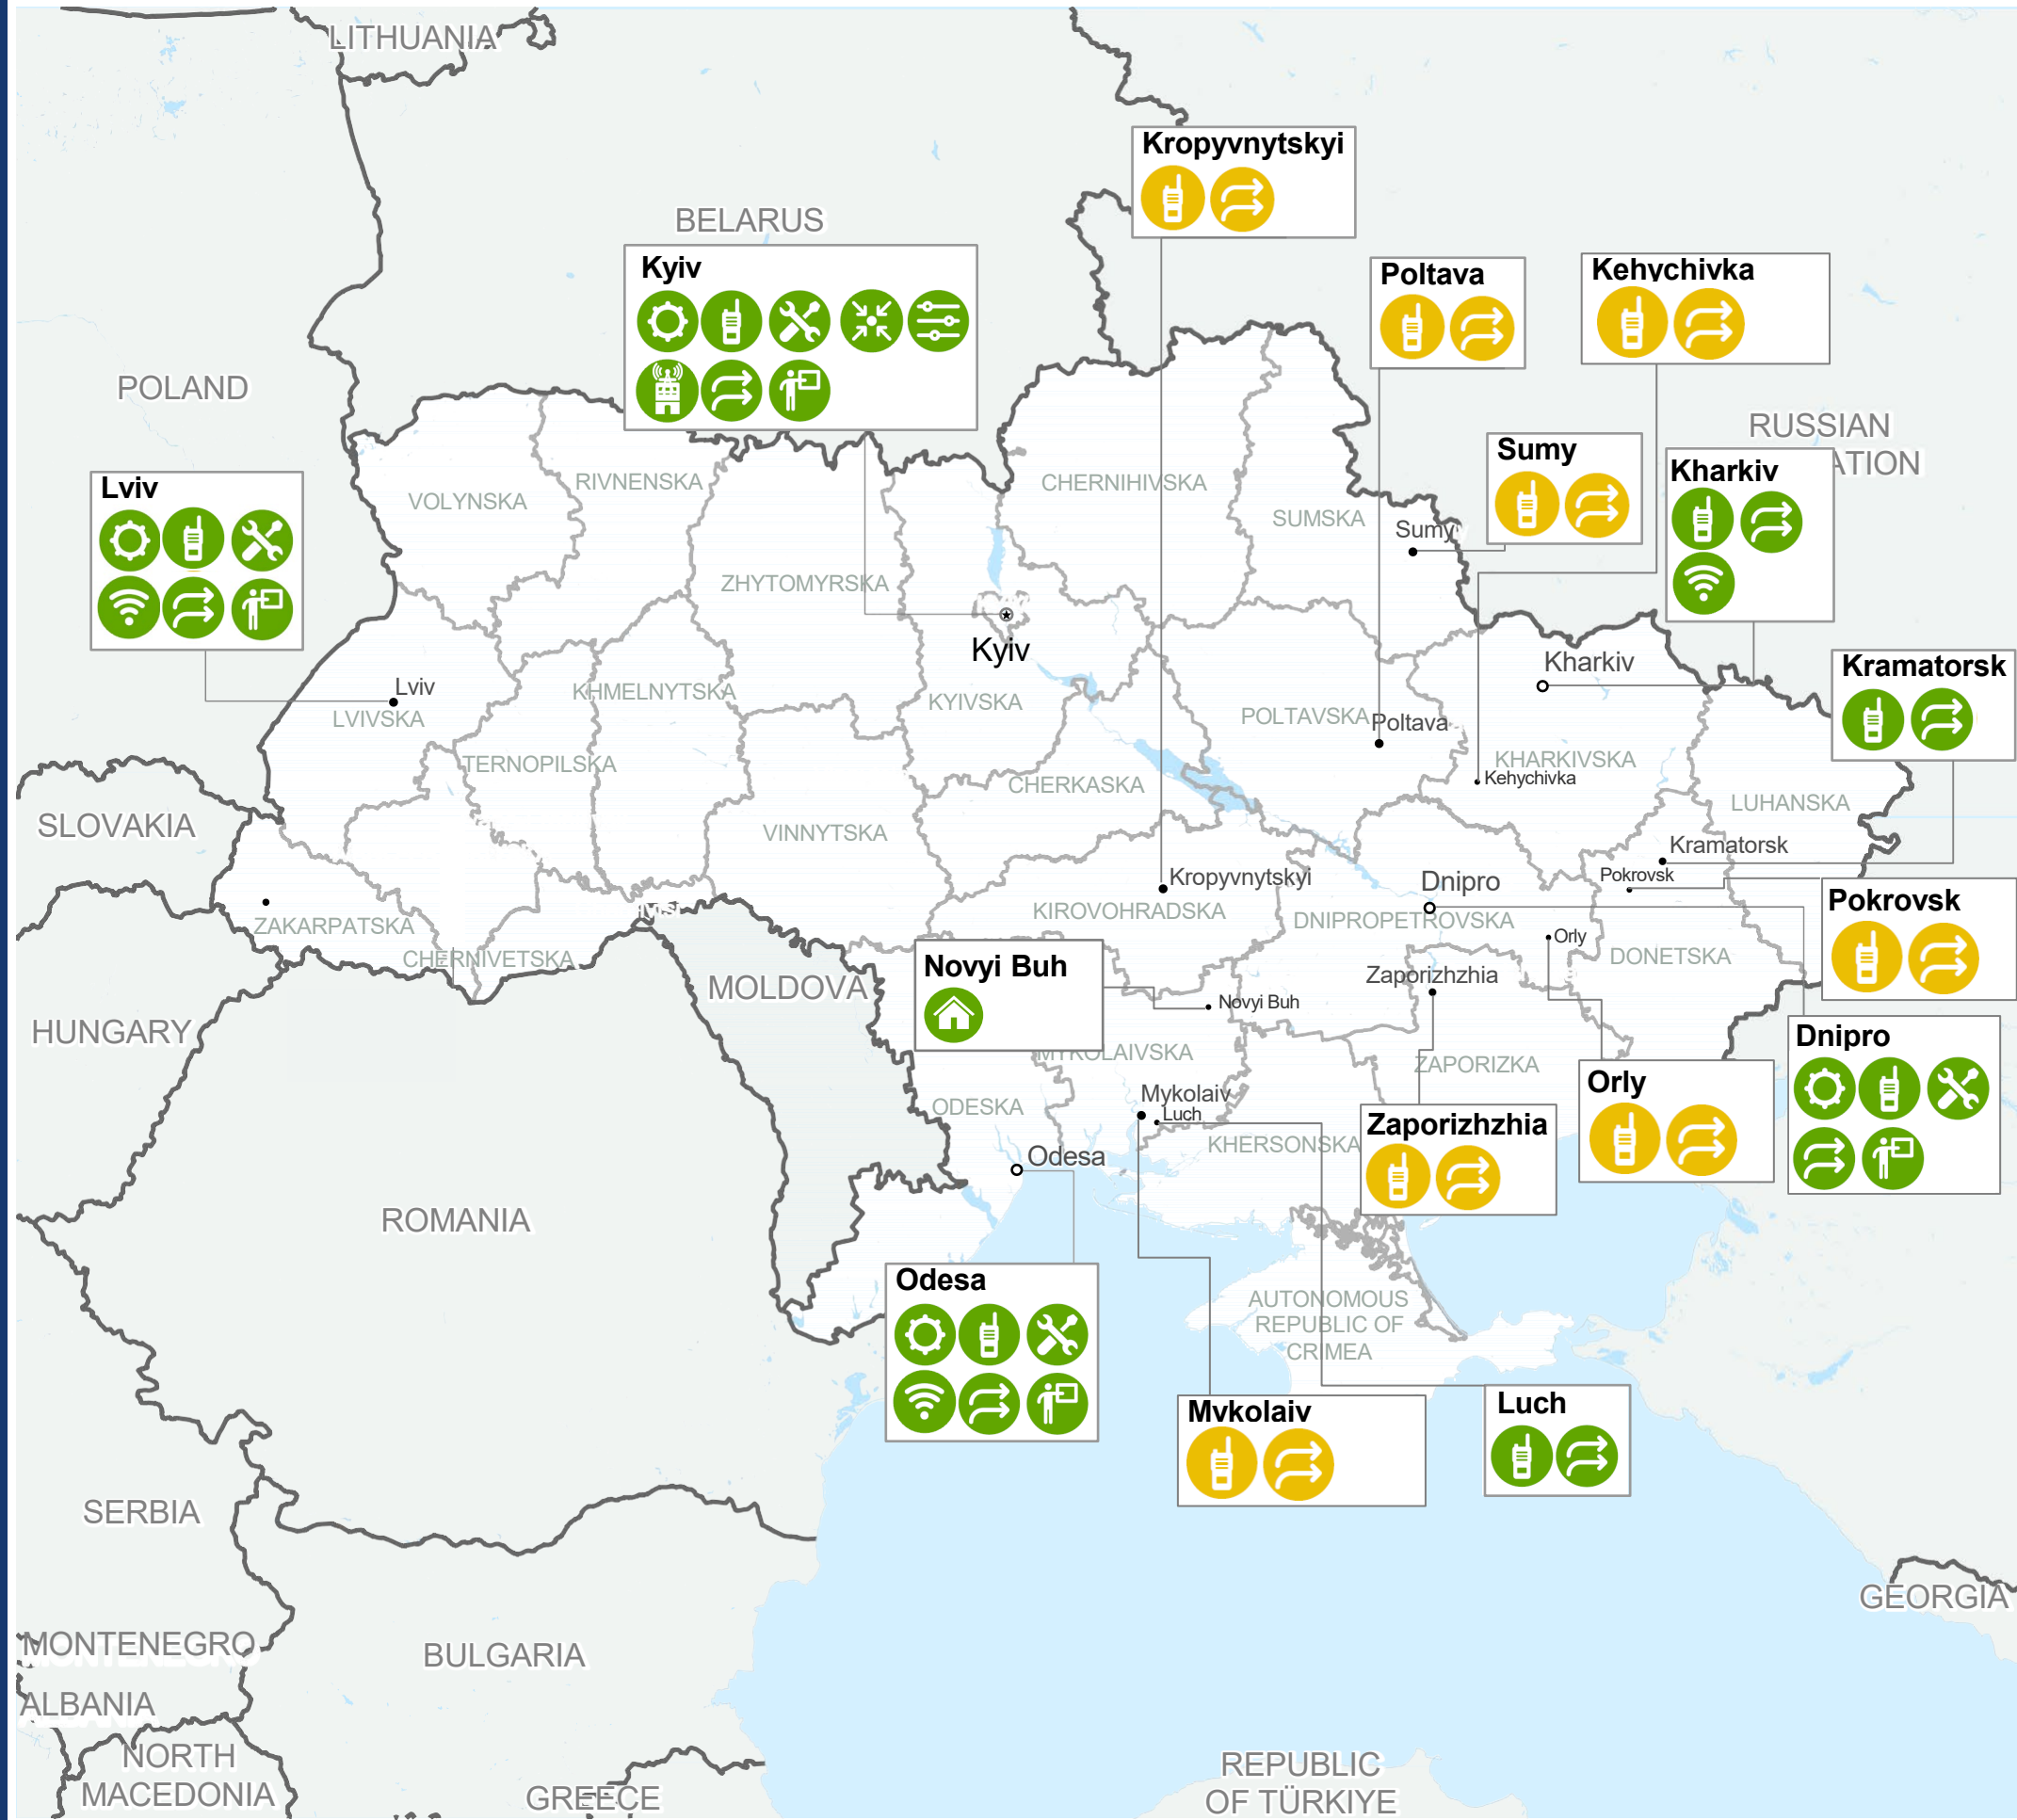 LITHUANIA
Kropyvnytskyi
BELARUS
Kyiv
Poltava
Kehychivka
POLAND
RUSSIAN
ATION
Sumy
Kharkiv
Lviv
VOLYNSKA
RIVNENSKA
CHERNIHIVSKA
SUMSKA
Sumy
ZHYTOMYRSKA
Kyiv
Kharkiv
Kramatorsk
Lviv
LVIVSKA
KHMELNYTSKA
KYIVSKA
POLTAVSKA
Poltava
TERNOPILSKA
KHARKIVSKA
Kehychivka
CHERKASKA
LUHANSKA
SLOVAKIA
VINNYTSKA
Kramatorsk
Pokrovsk
Kropyvnytskyi
Dnipro
KIROVOHRADSKA
DNIPROPETROVSKA
Pokrovsk
ZAKARPATSKA
CHERNIVETSKA
Orly
DONETSKA
Novyi Buh
MOLDOVA
Zaporizhzhia
Novyi Buh
HUNGARY
Dnipro
MYKOLAIVSKA
ZAPORIZKA
Orly
ODESKA
Mykolaiv
Luch
Zaporizhzhia
KHERSONSKA
Odesa
ROMANIA
Odesa
AUTONOMOUS
REPUBLIC OF
CRIMEA
Mykolaiv
Luch
SERBIA
GEORGIA
MONTENEGRO
BULGARIA
ALBANIA
NORTH
MACEDONIA
GREECE
REPUBLIC
OF TÜRKIYE